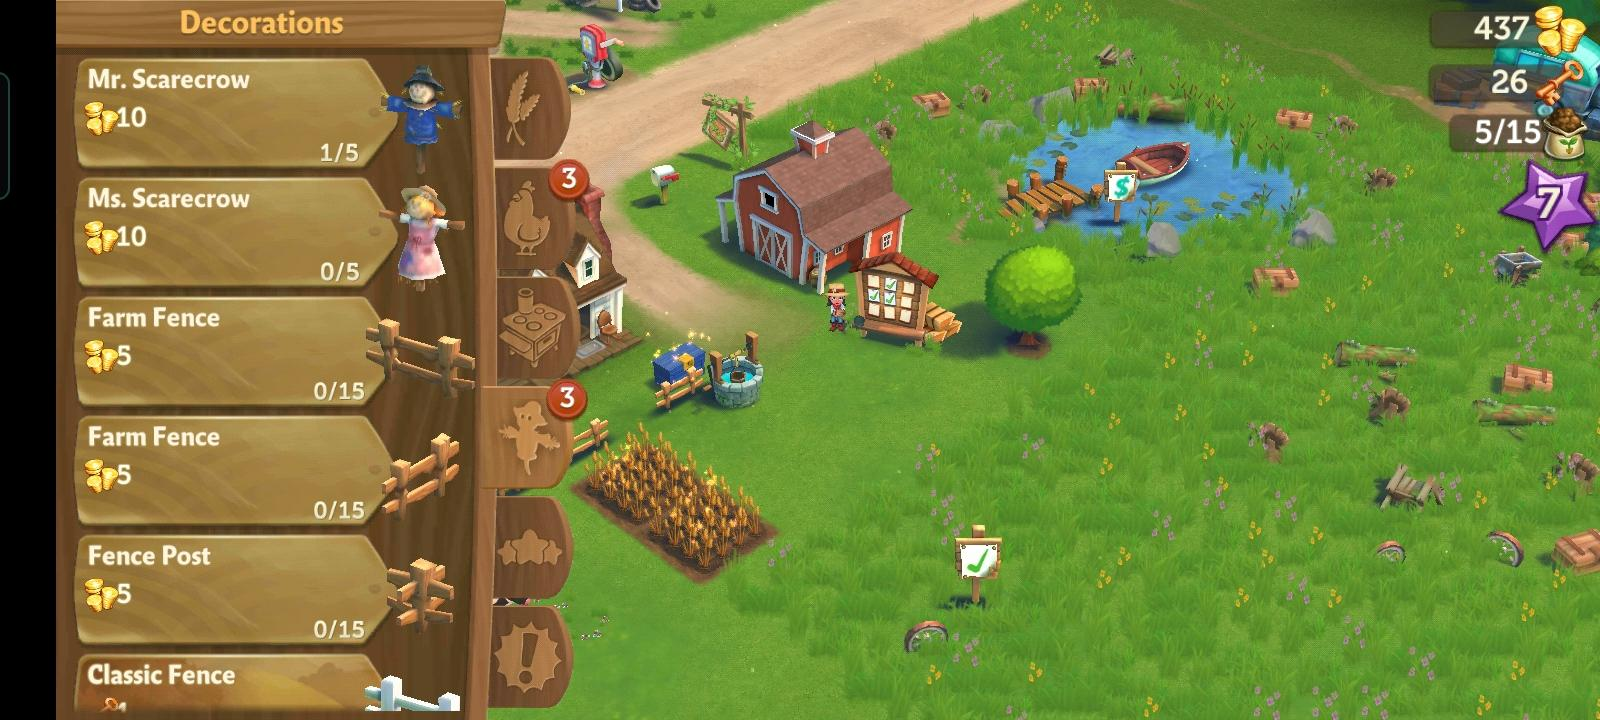 Decorations
Mr. Scarecrow
10
1/5
Ms. Scarecrow
10
0/5
Farm Fence
5
0/15
Farm Fence
5
0/15
Fence Post
5
0/15
Classic Fence
3
3
437
26
5/15
7
$